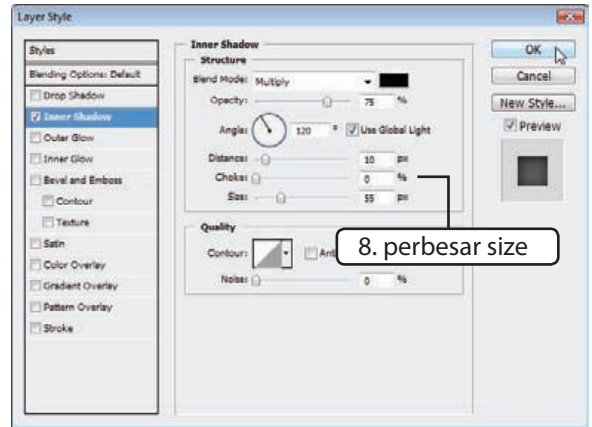 Layer Style
Styles
Blending Options: Default
Drop Shadow
Inner Shadow
Outer Glow
Inner Glow
Bevel and Emboss
Contour
Texture
Satin
Color Overlay
Gradient Overlay
Pattern Overlay
Stroke
Inner Shadow
Structure
Blend Mode: Multiply
Opacity: 75 %
Angle: 120 ° Use Global Light
Distance: 10 px
Choke: 0 %
Size: 55 px
Quality
Contour: Ant
Noise: 0 %
8. perbesar size
OK
Cancel
New Style...
Preview